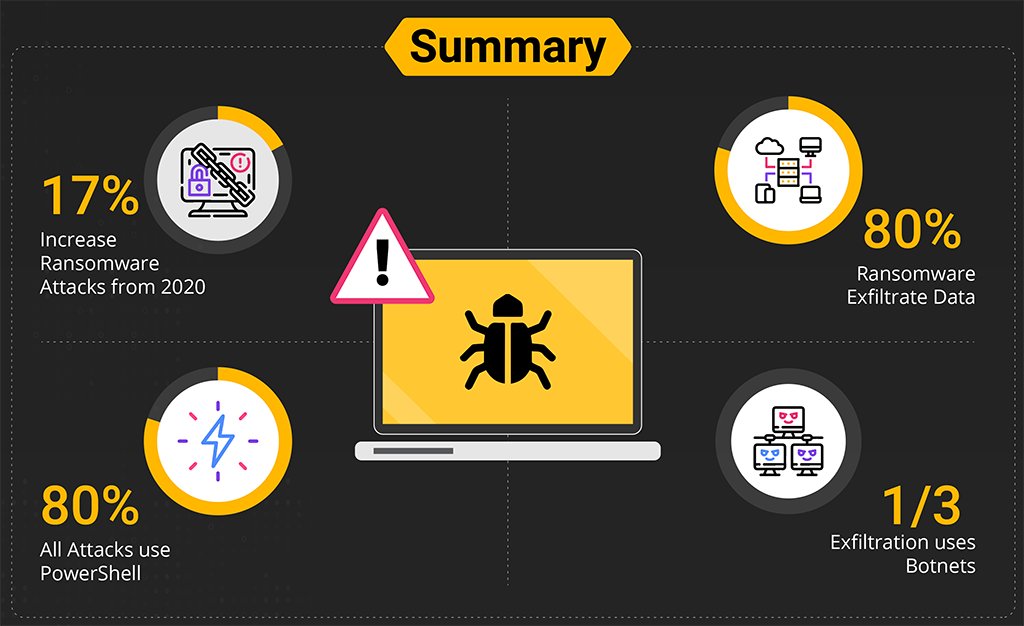 Summary
17%
Increase
Ransomware
Attacks from 2020
80%
Ransomware
Exfiltrate Data
80%
All Attacks use
PowerShell
1/3
Exfiltration uses
Botnets